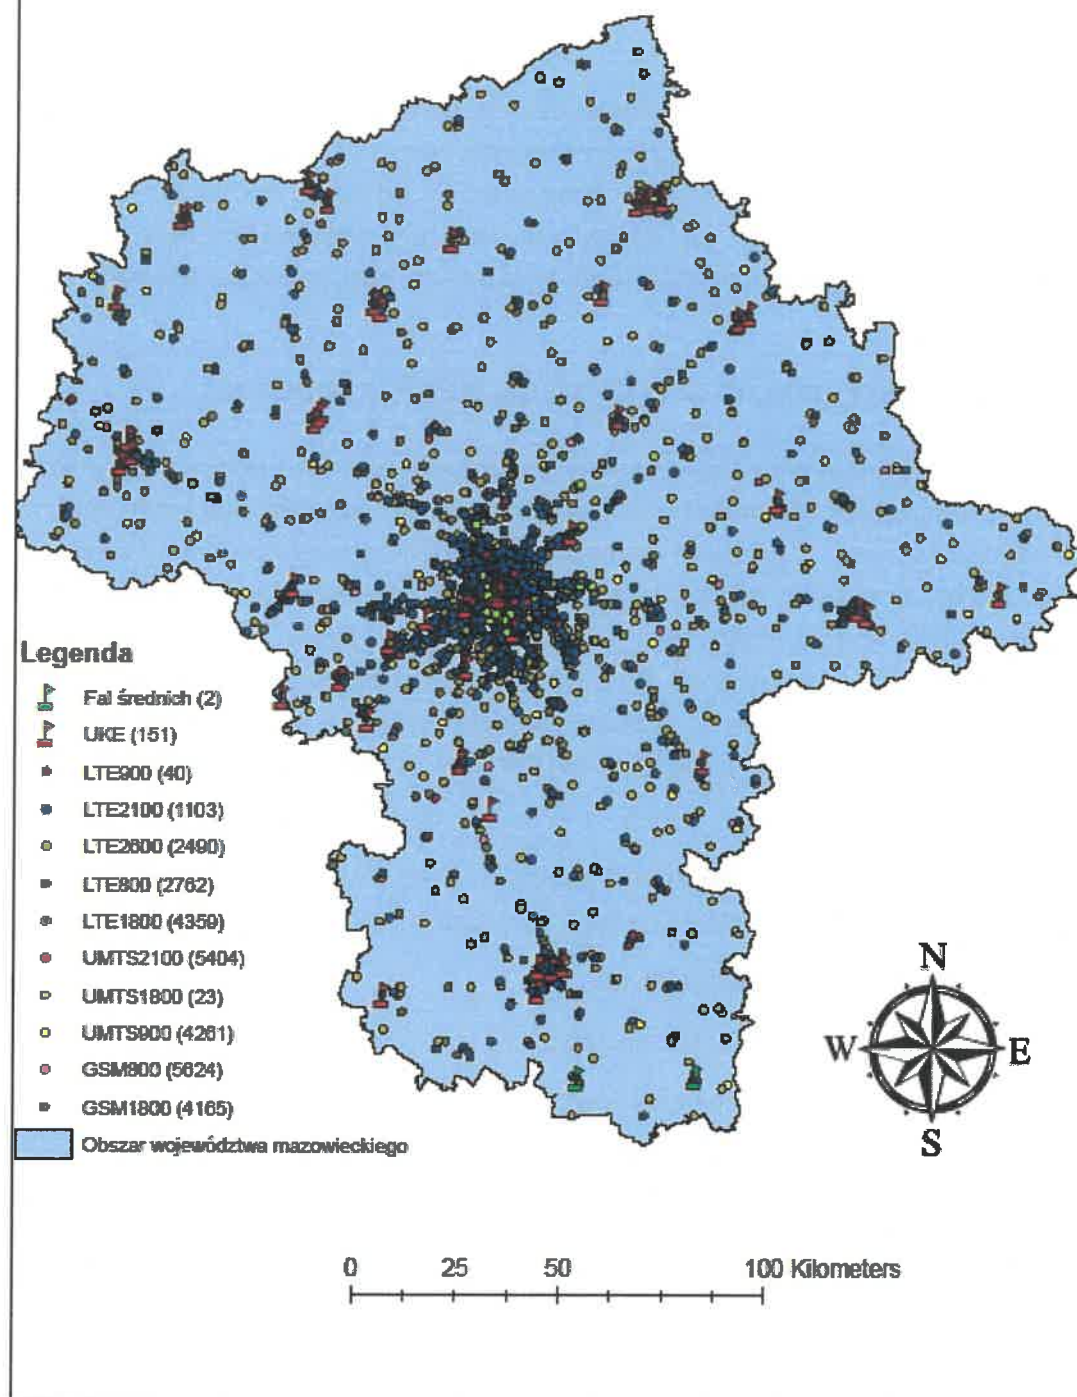 Legenda
Fal średnich (2)
UKE (151)
LTE900 (40)
LTE2100 (1103)
LTE2600 (2490)
LTE800 (2762)
LTE1800 (4359)
UMTS2100 (5404)
UMTS1800 (23)
UMTS900 (4261)
GSM900 (5624)
GSM1800 (4165)
Obszar województwa mazowieckiego
N
W E
S
0 25 50 100 Kilometers